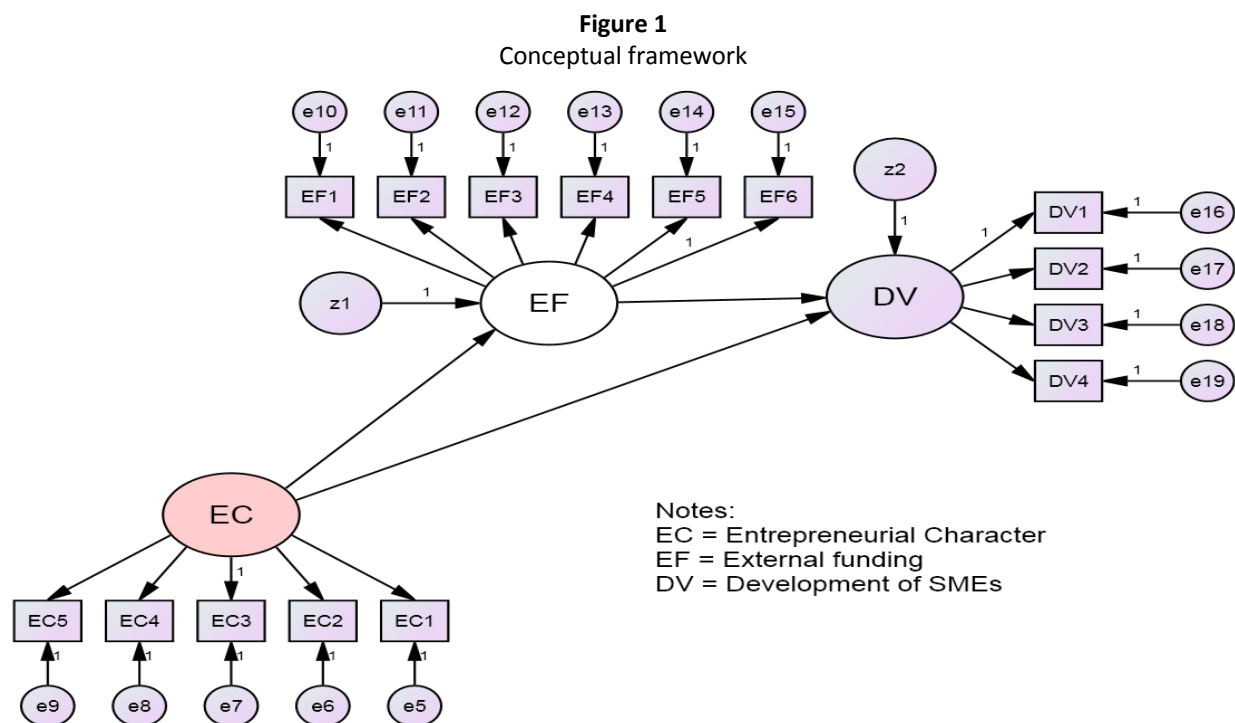 Figure 1
Conceptual framework
e10 e11 e12 e13 e14 e15
1 1 1 1 1 1
EF1 EF2 EF3 EF4 EF5 EF6
z2
1
1
z1 1 EF
DV
1
DV1 1 e16
DV2 1 e17
DV3 1 e18
DV4 1 e19
EC
1
EC5 EC4 EC3 EC2 EC1
1 1 1 1 1
e9 e8 e7 e6 e5
Notes:
EC = Entrepreneurial Character
EF = External funding
DV = Development of SMEs